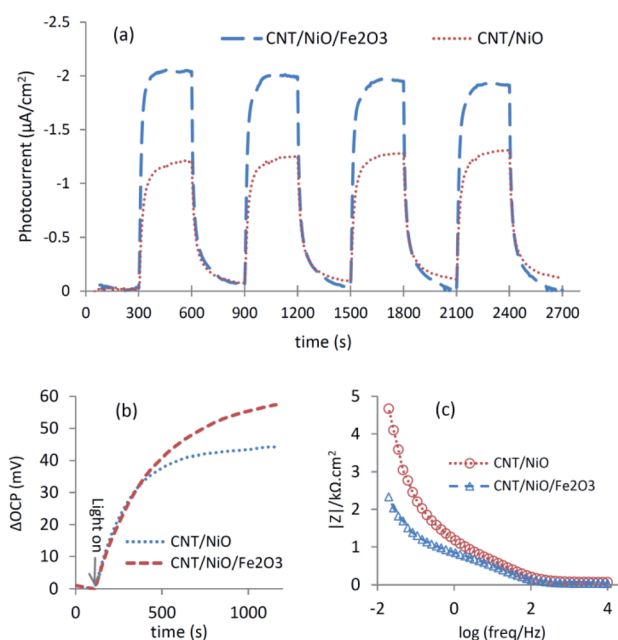 (a)
CNT/NiO/Fe2O3
CNT/NiO
Photocurrent (µA/cm²)
-2.5
-2
-1.5
-1
-0.5
0
0 300 600 900 1200 1500 1800 2100 2400 2700
time (s)
(b)
ΔOCP (mV)
60
50
40
30
20
10
0
Light on
CNT/NiO
CNT/NiO/Fe2O3
0 500 1000
time (s)
(c)
|Z|/kΩ.cm²
5
4
3
2
1
0
CNT/NiO
CNT/NiO/Fe2O3
-2 0 2 4
log (freq/Hz)